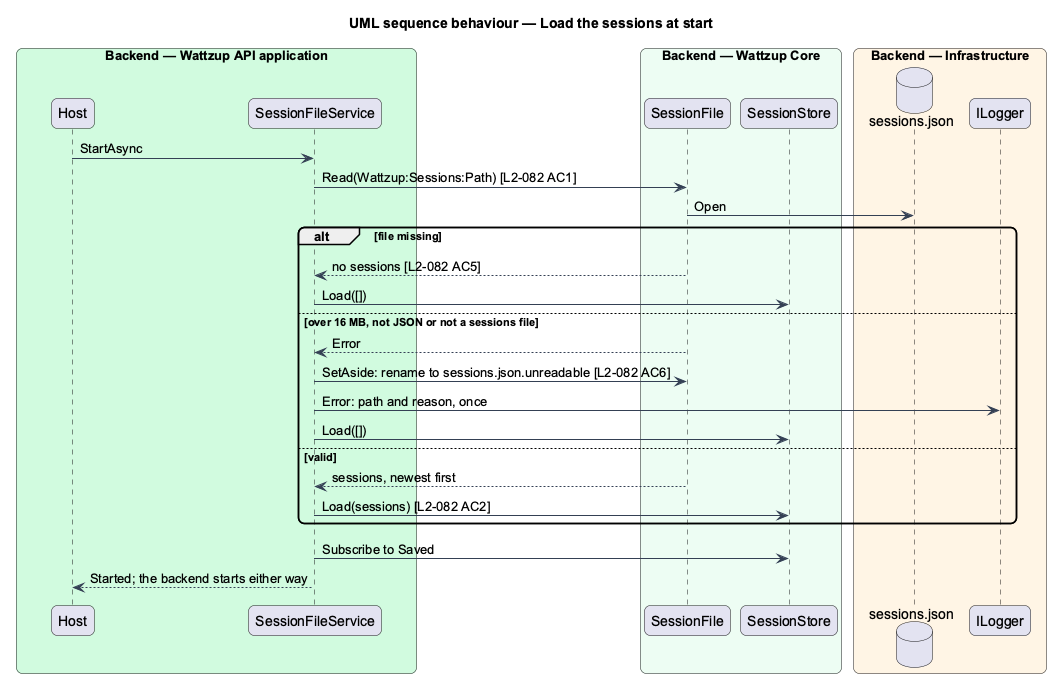 UML sequence behaviour — Load the sessions at start
Backend — Wattzup API application
Backend — Wattzup Core
Backend — Infrastructure
Host
SessionFileService
SessionFile
SessionStore
sessions.json
ILogger
StartAsync
Read(Wattzup:Sessions:Path) [L2-082 AC1]
Open
alt
[file missing]
no sessions [L2-082 AC5]
Load([])
[over 16 MB, not JSON or not a sessions file]
Error
SetAside: rename to sessions.json.unreadable [L2-082 AC6]
Error: path and reason, once
Load([])
[valid]
sessions, newest first
Load(sessions) [L2-082 AC2]
Subscribe to Saved
Started; the backend starts either way
Host
SessionFileService
SessionFile
SessionStore
sessions.json
ILogger